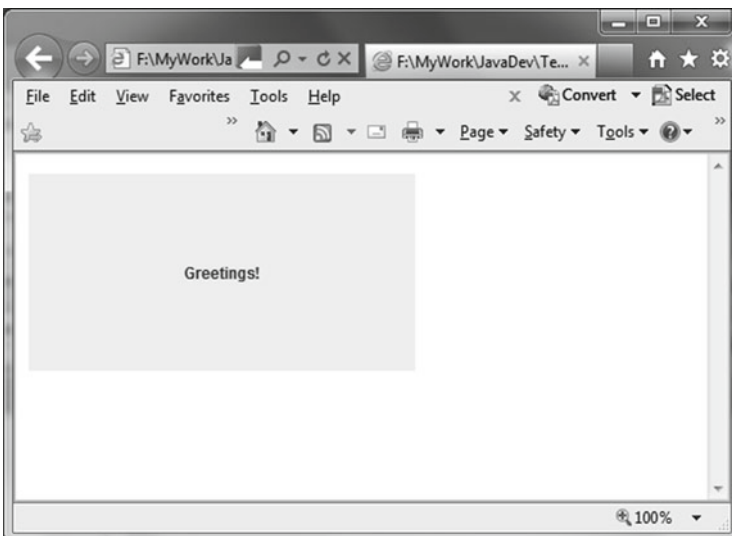 F:\MyWork\Ja
F:\MyWork\JavaDev\Te...
File Edit View Favorites Tools Help
x Convert Select
Page Safety Tools
Greetings!
100%